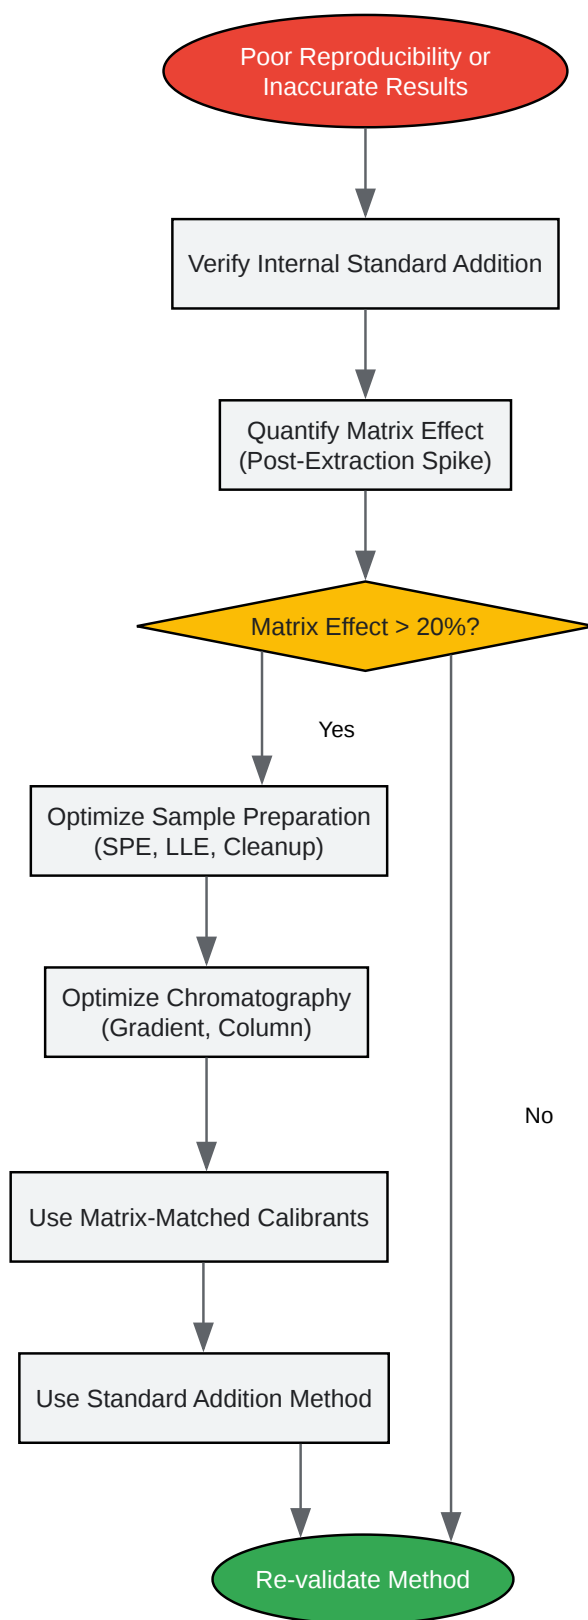 Poor Reproducibility or
Inaccurate Results
Verify Internal Standard Addition
Quantify Matrix Effect
(Post-Extraction Spike)
Matrix Effect > 20%?
Yes
Optimize Sample Preparation
(SPE, LLE, Cleanup)
Optimize Chromatography
(Gradient, Column)
No
Use Matrix-Matched Calibrants
Use Standard Addition Method
Re-validate Method